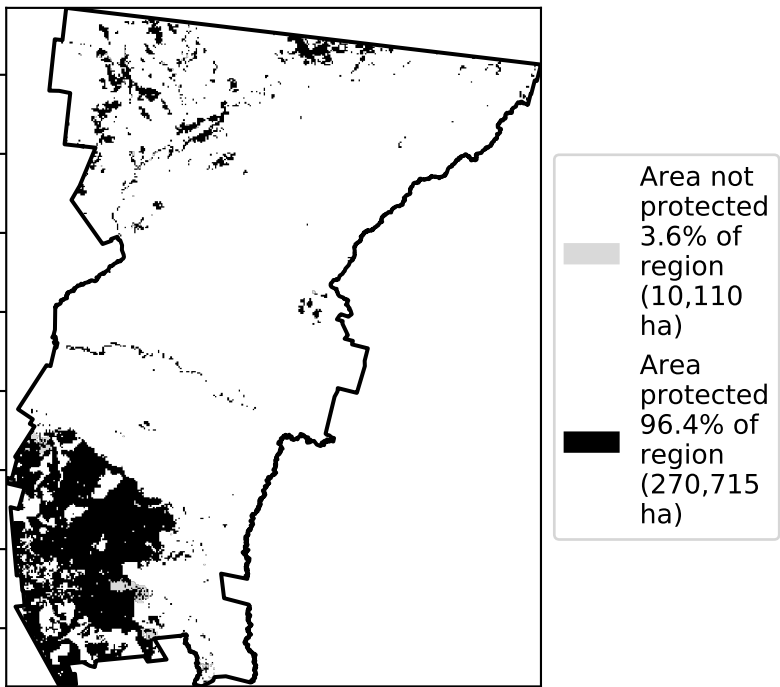 Area not
protected
3.6% of
region
(10,110
ha)
Area
protected
96.4% of
region
(270,715
ha)